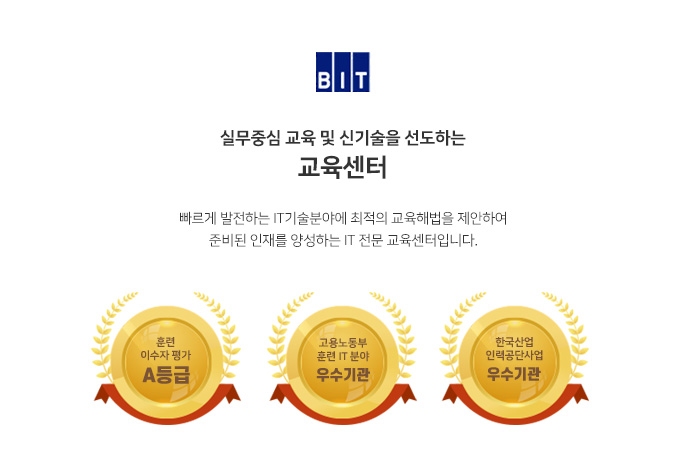 BIT
실무중심 교육 및 신기술을 선도하는
교육센터
빠르게 발전하는 IT기술분야에 최적의 교육해법을 제안하여
준비된 인재를 양성하는 IT 전문 교육센터입니다.
훈련
이수자 평가
A등급
고용노동부
훈련 IT 분야
우수기관
한국산업
인력공단사업
우수기관